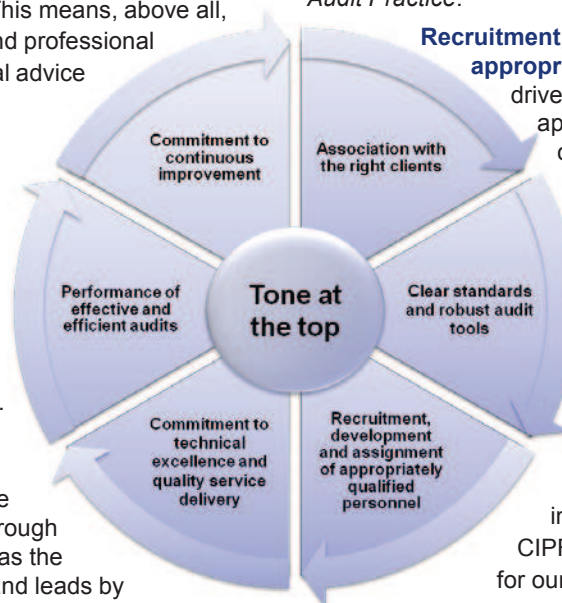 This means, above all,
nd professional
al advice
Audit Practice.
Recruitment
appropr
drive
ap
Commitment to
continuous
improvement
Association with
the right clients
Performance of
effective and
efficient audits
Tone at
the top
Clear standards
and robust audit
tools
Commitment to
technical
excellence and
quality service
delivery
Recruitment,
development
and assignment
of appropriately
qualified
personnel
rough
as the
nd leads by
in
for our